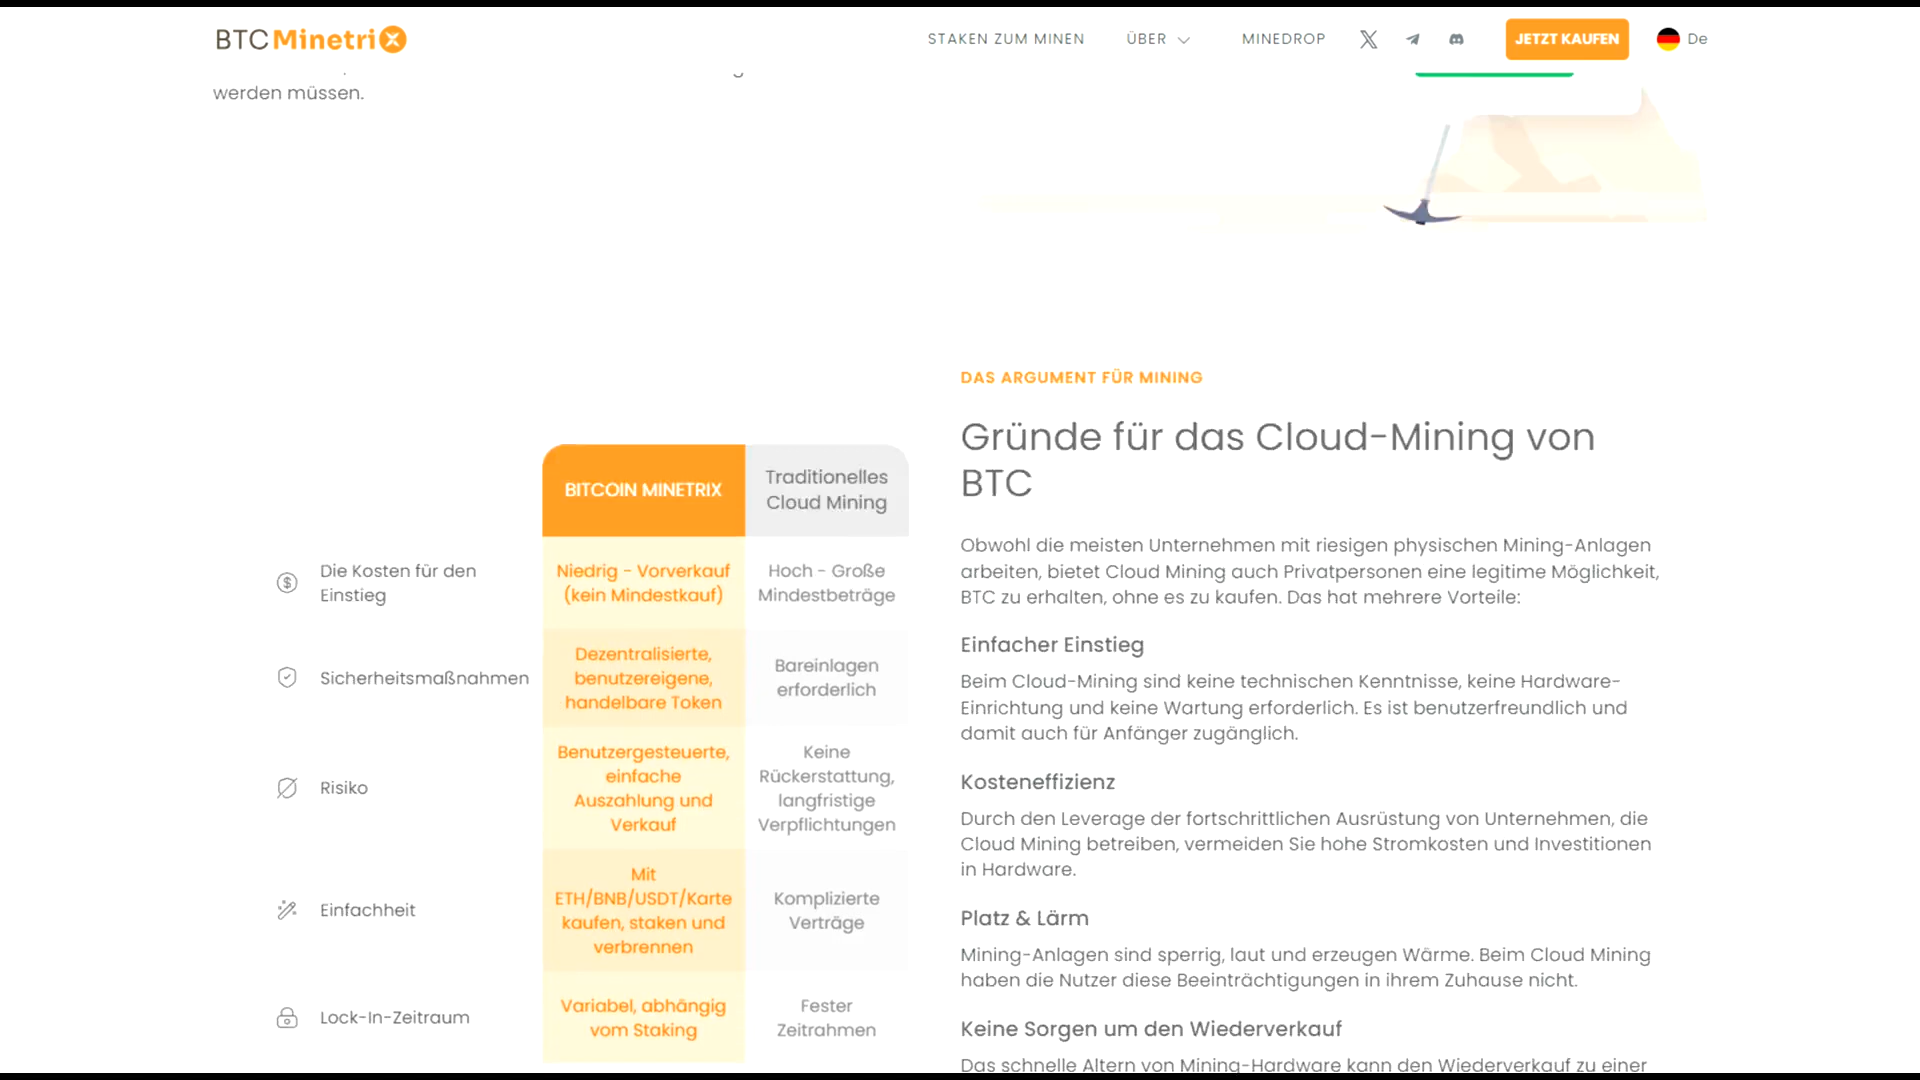 BTCMinetrix
STAKEN ZUM MINEN
ÜBER
MINEDROP
JETZT KAUFEN
De
werden müssen.
BITCOIN MINETRIX
Traditionelles
Cloud Mining
Die Kosten für den
Einstieg
Niedrig - Vorverkauf
(kein Mindestkauf)
Hoch - Große
Mindestbeträge
Sicherheitsmaßnahmen
Dezentralisierte,
benutzereigene,
handelbare Token
Bareinlagen
erforderlich
Risiko
Benutzergesteuerte,
einfache
Auszahlung und
Verkauf
Keine
Rückerstattung,
langfristige
Verpflichtungen
Einfachheit
Mit
ETH/BNB/USDT/Karte
kaufen, staken und
verbrennen
Komplizierte
Verträge
Lock-In-Zeitraum
Variabel, abhängig
vom Staking
Fester
Zeitrahmen
DAS ARGUMENT FÜR MINING
Gründe für das Cloud-Mining von
BTC
Obwohl die meisten Unternehmen mit riesigen physischen Mining-Anlagen
arbeiten, bietet Cloud Mining auch Privatpersonen eine legitime Möglichkeit,
BTC zu erhalten, ohne es zu kaufen. Das hat mehrere Vorteile:
Einfacher Einstieg
Beim Cloud-Mining sind keine technischen Kenntnisse, keine Hardware-
Einrichtung und keine Wartung erforderlich. Es ist benutzerfreundlich und
damit auch für Anfänger zugänglich.
Kosteneffizienz
Durch den Leverage der fortschrittlichen Ausrüstung von Unternehmen, die
Cloud Mining betreiben, vermeiden Sie hohe Stromkosten und Investitionen
in Hardware.
Platz & Lärm
Mining-Anlagen sind sperrig, laut und erzeugen Wärme. Beim Cloud Mining
haben die Nutzer diese Beeinträchtigungen in ihrem Zuhause nicht.
Keine Sorgen um den Wiederverkauf
Das schnelle Altern von Mining-Hardware kann den Wiederverkauf zu einer